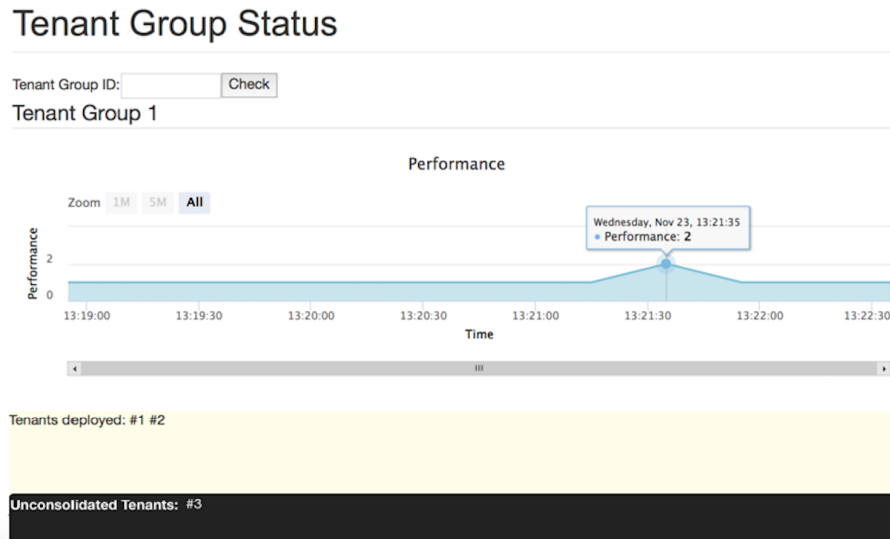 Tenant Group Status
Tenant Group ID: Check
Tenant Group 1
Performance
Zoom 1M 5M All
Wednesday, Nov 23, 13:21:35
• Performance: 2
Performance
2
0
13:19:00 13:19:30 13:20:00 13:20:30 13:21:00 13:21:30 13:22:00 13:22:30
Time
Tenants deployed: #1 #2
Unconsolidated Tenants: #3